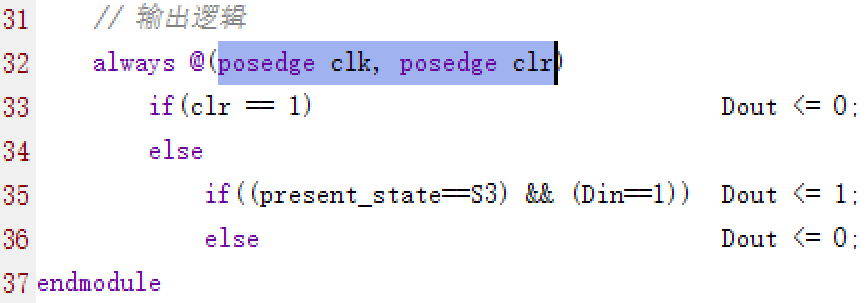 31 // 输出逻辑
32 always @(posedge clk, posedge clr)
33 if(clr == 1) Dout <= 0;
34 else
35 if((present_state==S3) && (Din==1)) Dout <= 1;
36 else Dout <= 0;
37 endmodule